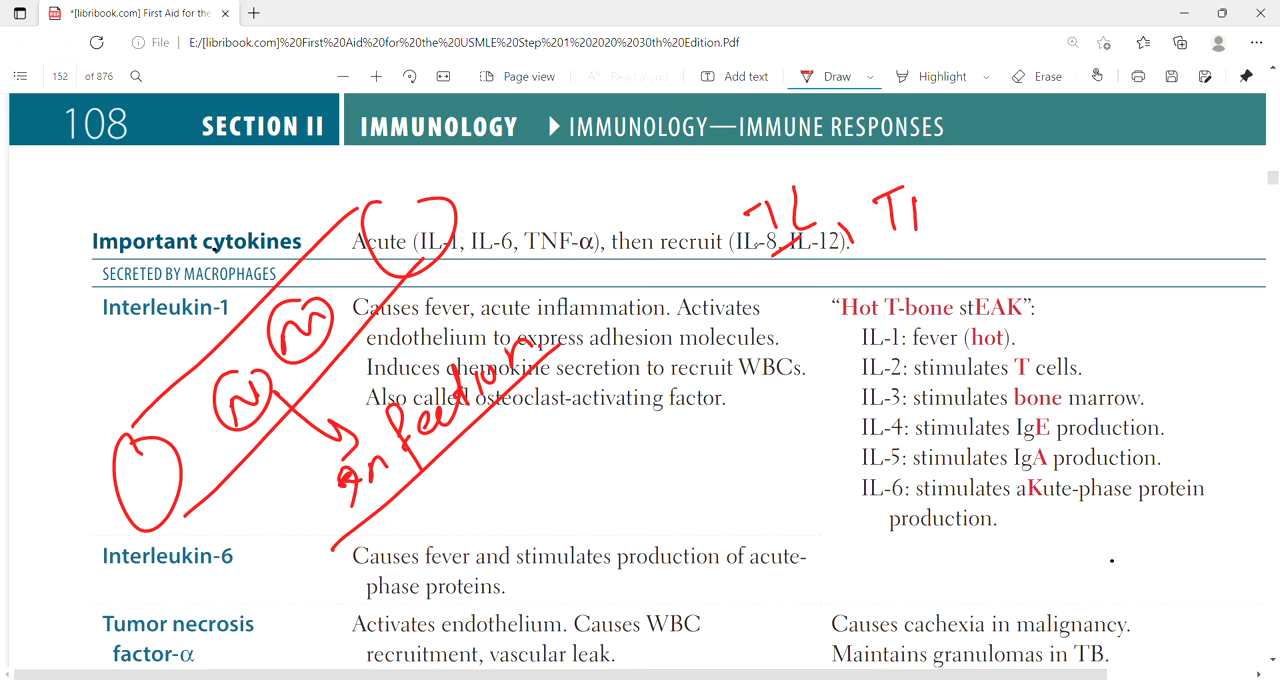 *[libribook.com] First Aid for the
File E:/[libribook.com]%20First%20Aid%20for%20the%20USMLE%20Step%201%202020%2030th%20Edition.Pdf
152 of 876 Page view Read aloud Add text Draw Highlight Erase
108 SECTION II IMMUNOLOGY ▶ IMMUNOLOGY—IMMUNE RESPONSES
IL, T
Important cytokines Acute (IL-1, IL-6, TNF-α), then recruit (IL-8, IL-12).
SECRETED BY MACROPHAGES
Interleukin-1 Causes fever, acute inflammation. Activates
endothelium to express adhesion molecules.
Induces chemokine secretion to recruit WBCs.
Also called osteoclast-activating factor.
"Hot T-bone stEAK":
IL-1: fever (hot).
IL-2: stimulates T cells.
IL-3: stimulates bone marrow.
IL-4: stimulates IgE production.
IL-5: stimulates IgA production.
IL-6: stimulates aKute-phase protein
production.
N
N
Infection
Interleukin-6 Causes fever and stimulates production of acute-
phase proteins.
Tumor necrosis
factor-α
Activates endothelium. Causes WBC
recruitment, vascular leak.
Causes cachexia in malignancy.
Maintains granulomas in TB.